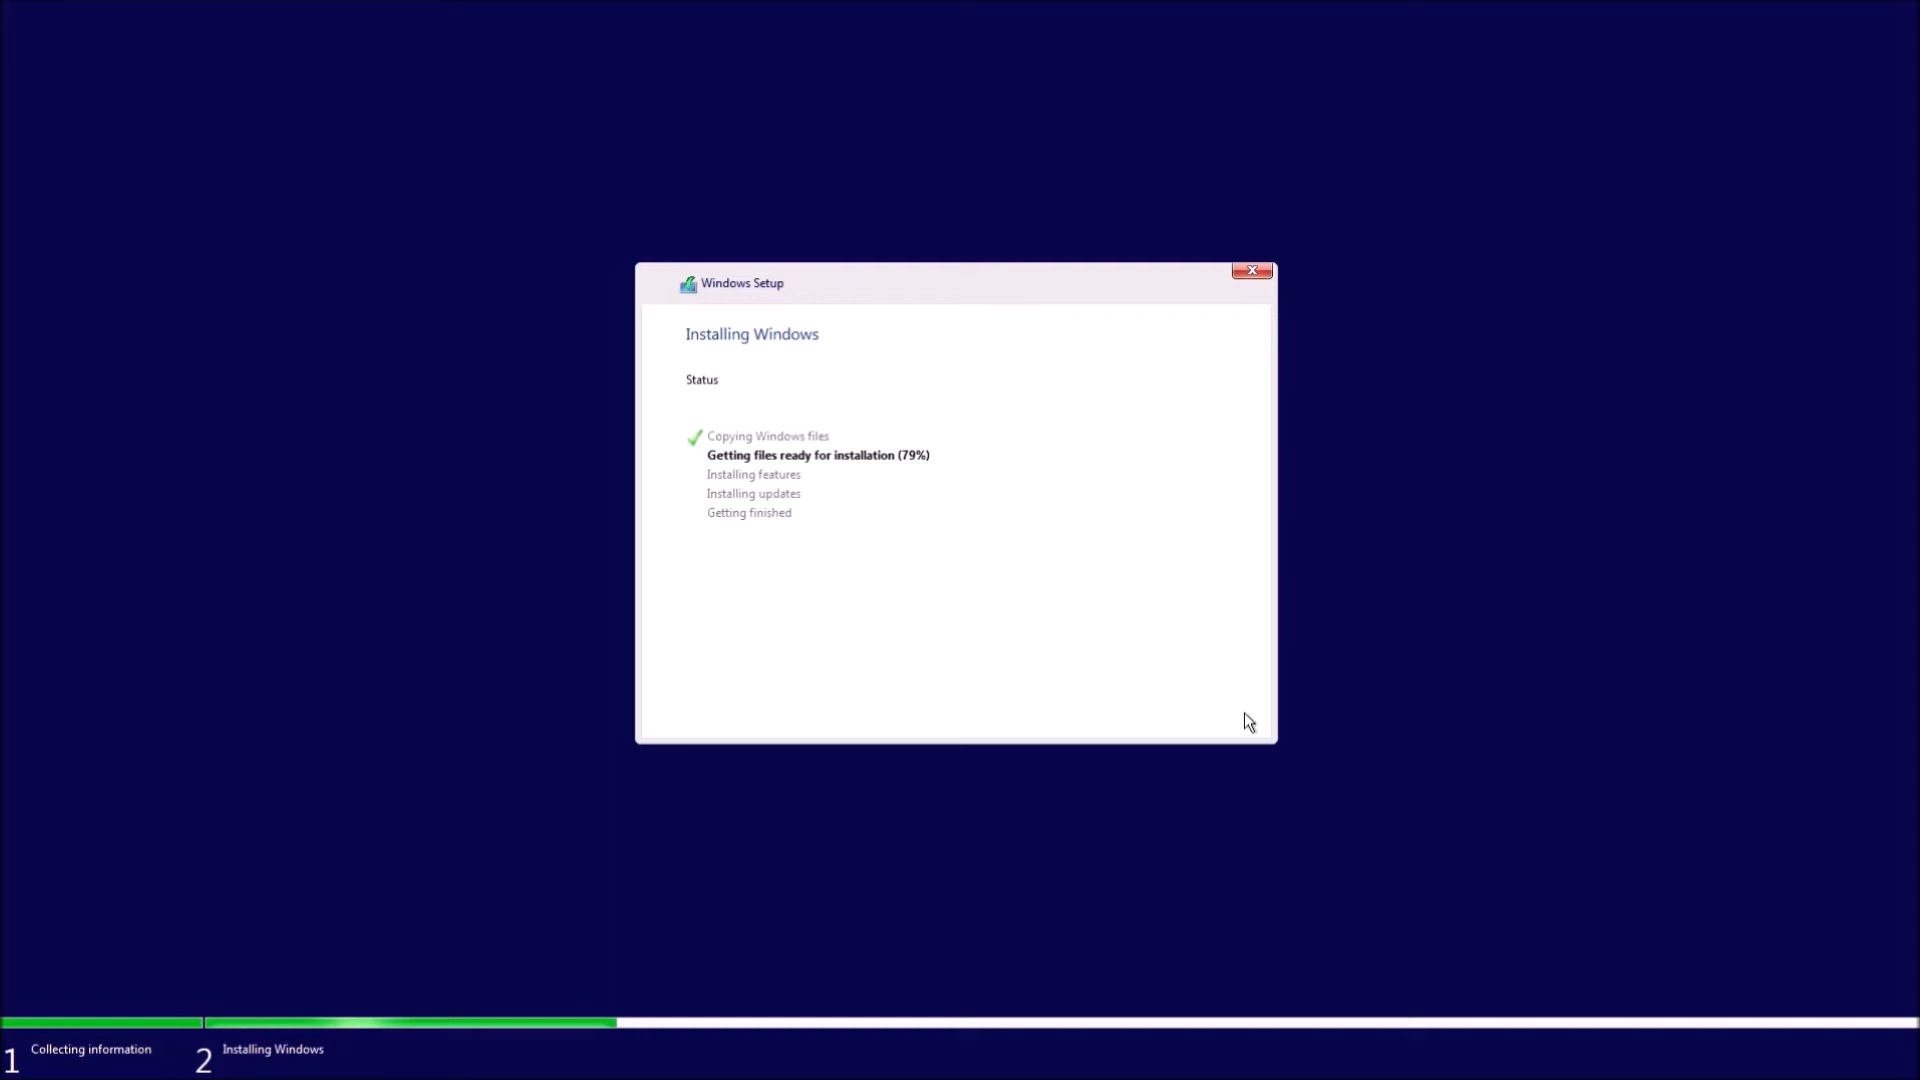 Windows Setup
Installing Windows
Status
Copying Windows files
Getting files ready for installation (79%)
Installing features
Installing updates
Getting finished
1 Collecting information 2 Installing Windows